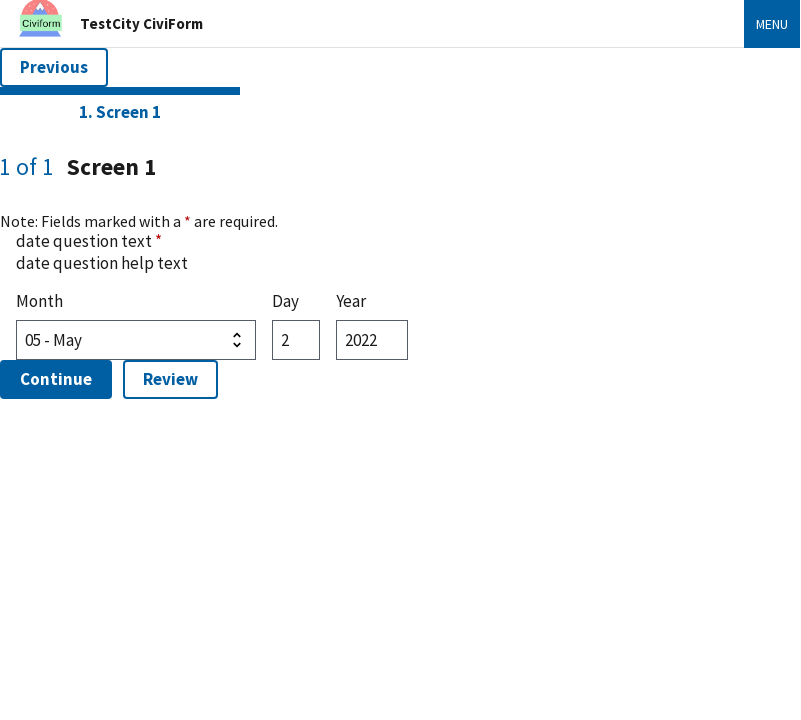 Civiform
TestCity CiviForm
MENU
Previous
1. Screen 1
1 of 1 Screen 1
Note: Fields marked with a * are required.
date question text *
date question help text
Month Day Year
05 - May 2 2022
Continue Review